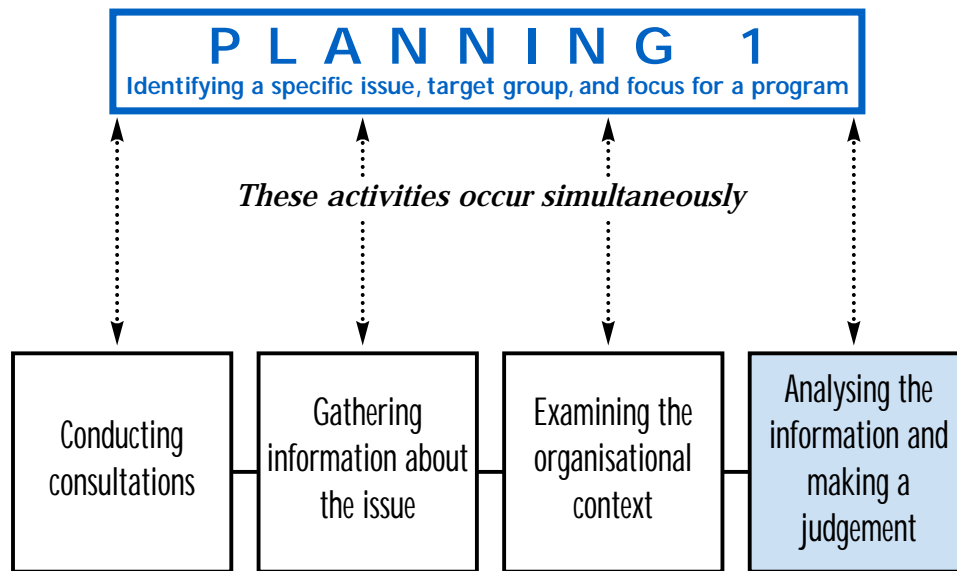 PLANNING 1
Identifying a specific issue, target group, and focus for a program
These activities occur simultaneously
Conducting
consultations
Gathering
information about
the issue
Examining the
organisational
context
Analysing the
information and
making a
judgement